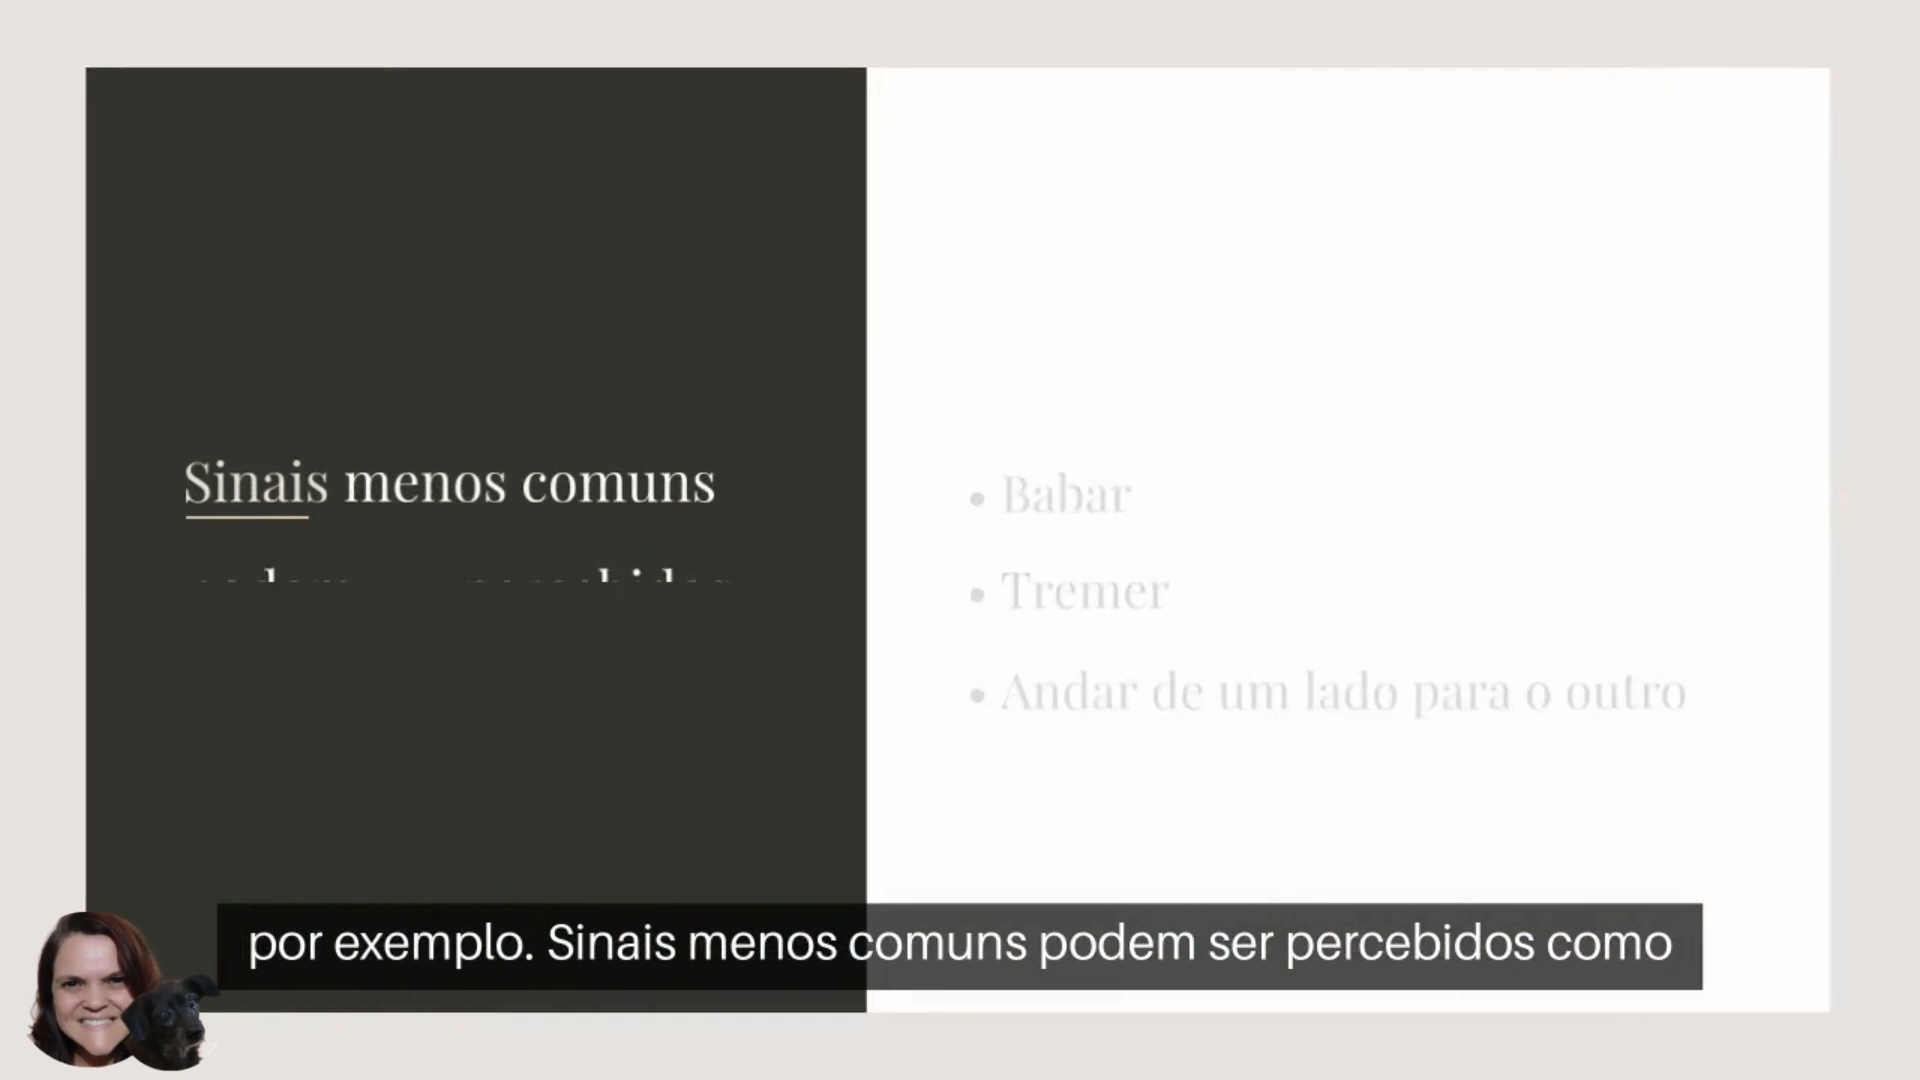 Sinais menos comuns
• Babar
• Tremer
• Andar de um lado para o outro
por exemplo. Sinais menos comuns podem ser percebidos como